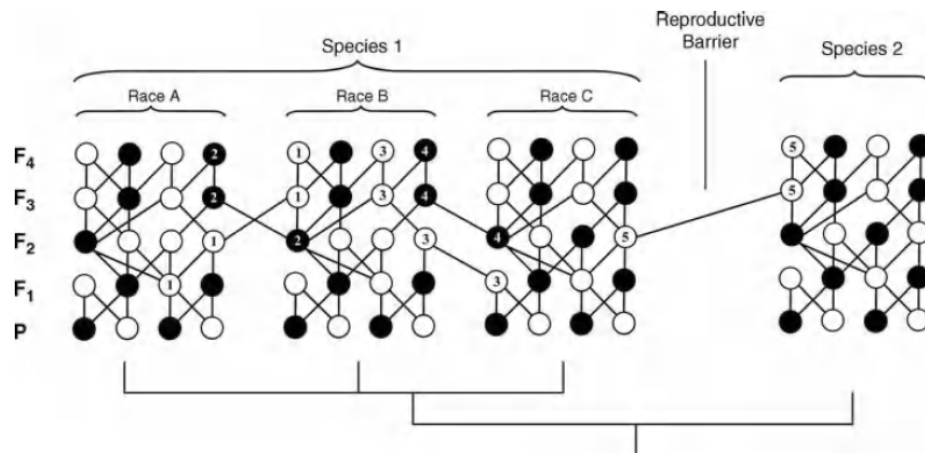 Reproductive
Barrier
Species 1
Species 2
Race A
Race B
Race C
F4
2
1
3
4
5
F3
2
1
3
4
5
F2
1
2
3
4
5
F1
1
3
P